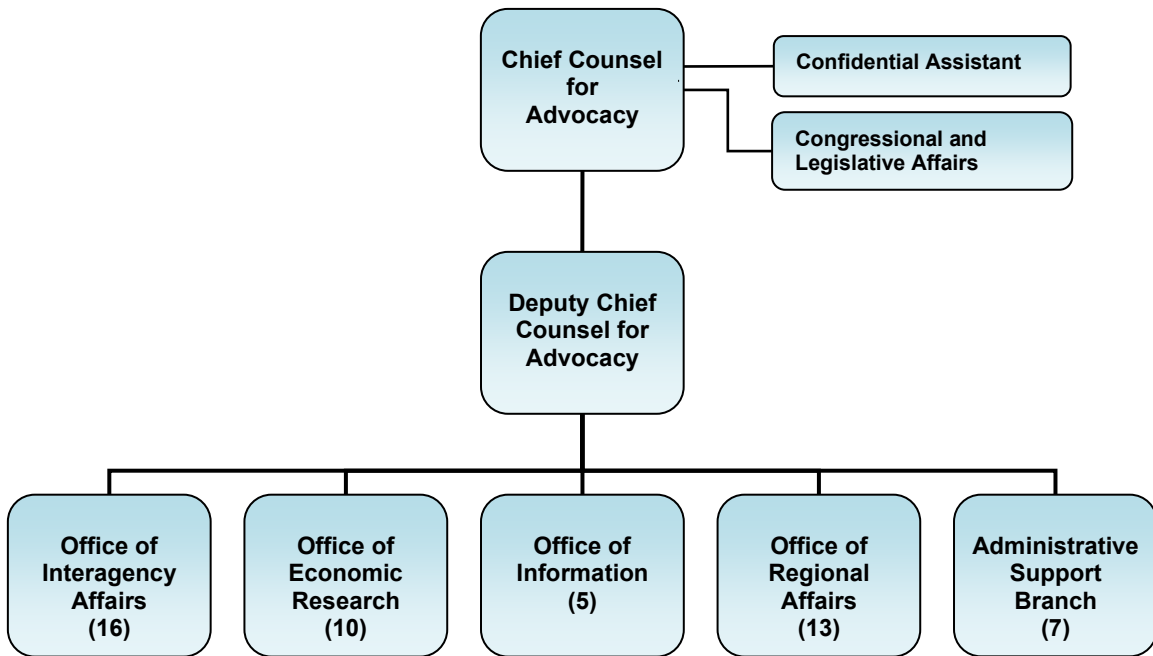 Chief Counsel
for
Advocacy
Confidential Assistant
Congressional and
Legislative Affairs
Deputy Chief
Counsel for
Advocacy
Office of
Interagency
Affairs
(16)
Office of
Economic
Research
(10)
Office of
Information
(5)
Office of
Regional
Affairs
(13)
Administrative
Support
Branch
(7)